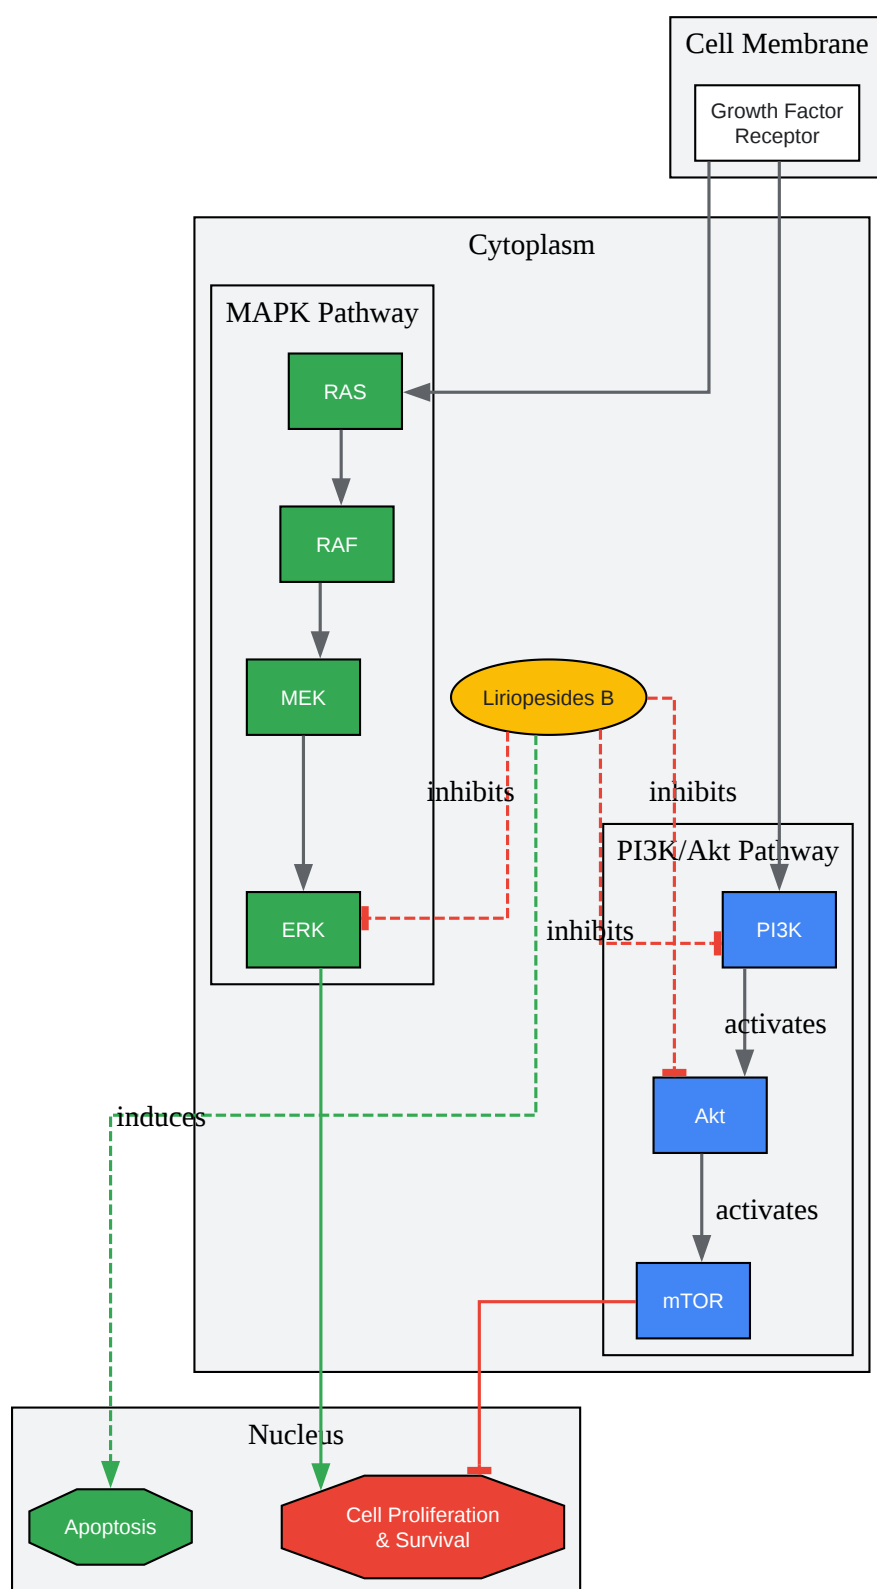 Cell Membrane
Growth Factor
Receptor
Cytoplasm
MAPK Pathway
RAS
RAF
MEK
Liriopesides B
inhibits
inhibits
PI3K/Akt Pathway
ERK
inhibits
PI3K
activates
induces
Akt
activates
mTOR
Nucleus
Apoptosis
Cell Proliferation
& Survival